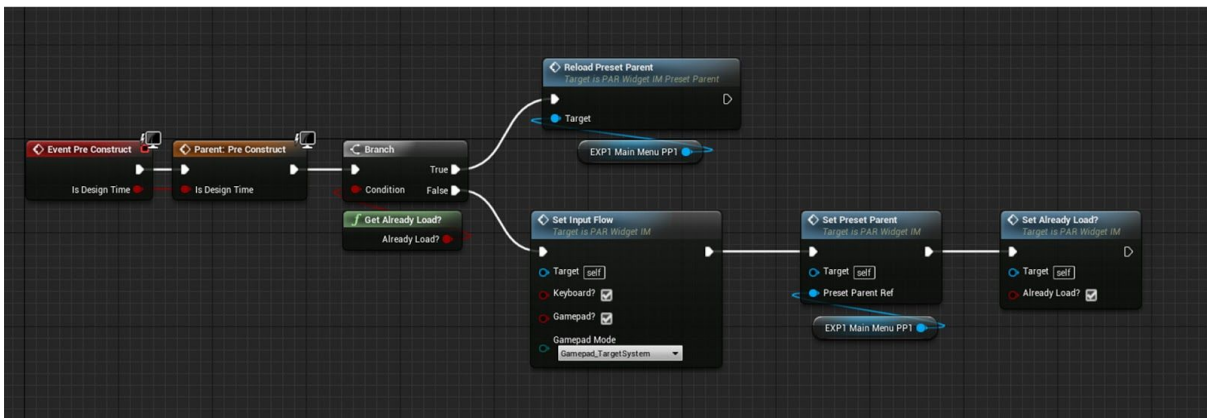 Event Pre Construct
Is Design Time
Parent: Pre Construct
Is Design Time
Branch
True
Condition
False
Get Already Load?
Already Load?
Reload Preset Parent
Target is PAR Widget IM Preset Parent
Target
EXP1 Main Menu PP1
Set Input Flow
Target is PAR Widget IM
Target self
Keyboard?
Gamepad?
Gamepad Mode
Gamepad_TargetSystem
Set Preset Parent
Target is PAR Widget IM
Target self
Preset Parent Ref
EXP1 Main Menu PP1
Set Already Load?
Target is PAR Widget IM
Target self
Already Load?